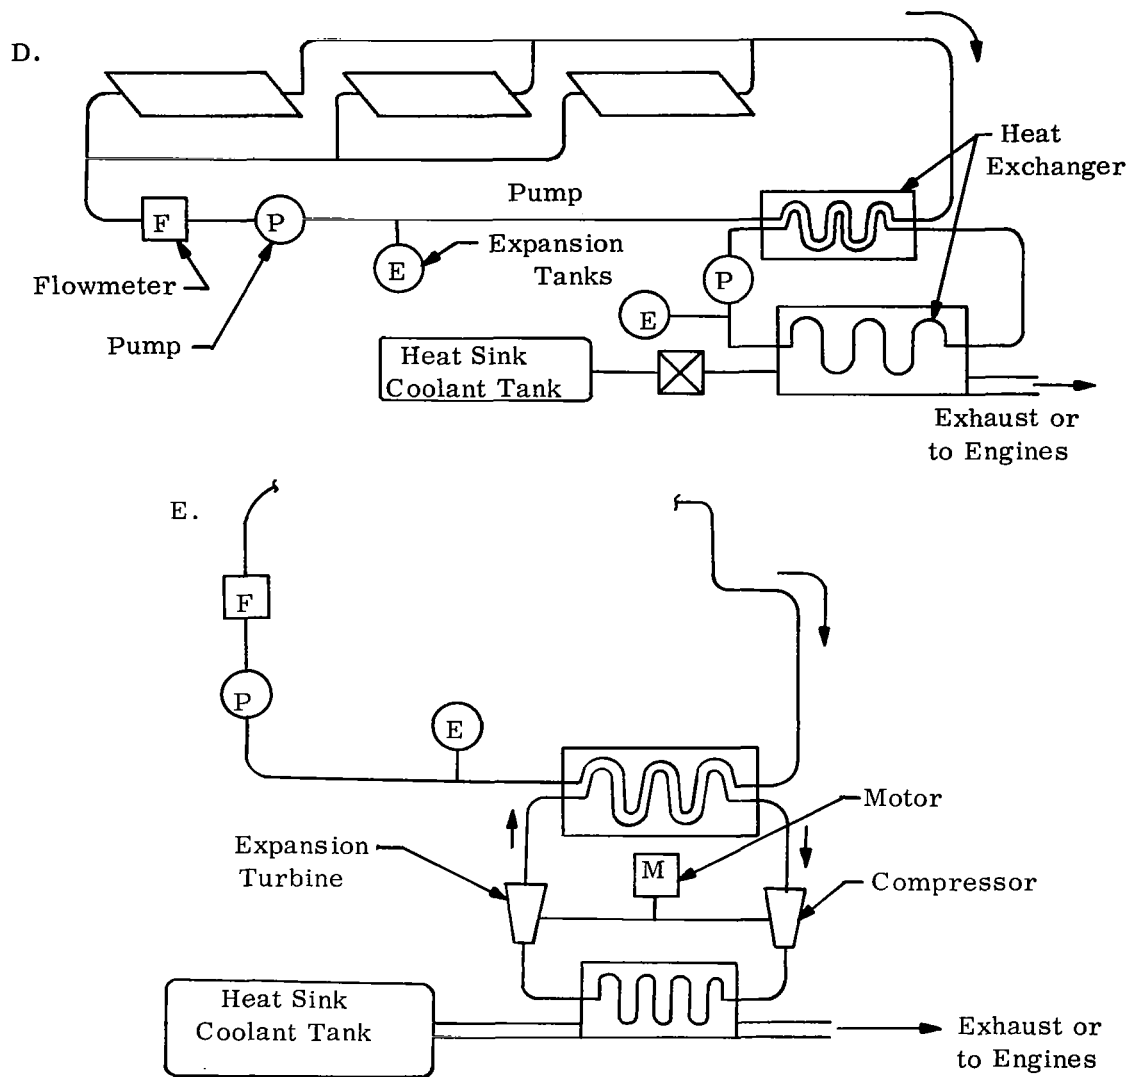 D.
Heat
Exchanger
Pump
F
P
Expansion
Tanks
E
Flowmeter
P
E
Pump
Heat Sink
Coolant Tank
Exhaust or
to Engines
E.
F
P
E
Motor
Expansion
Turbine
M
Compressor
Heat Sink
Coolant Tank
Exhaust or
to Engines